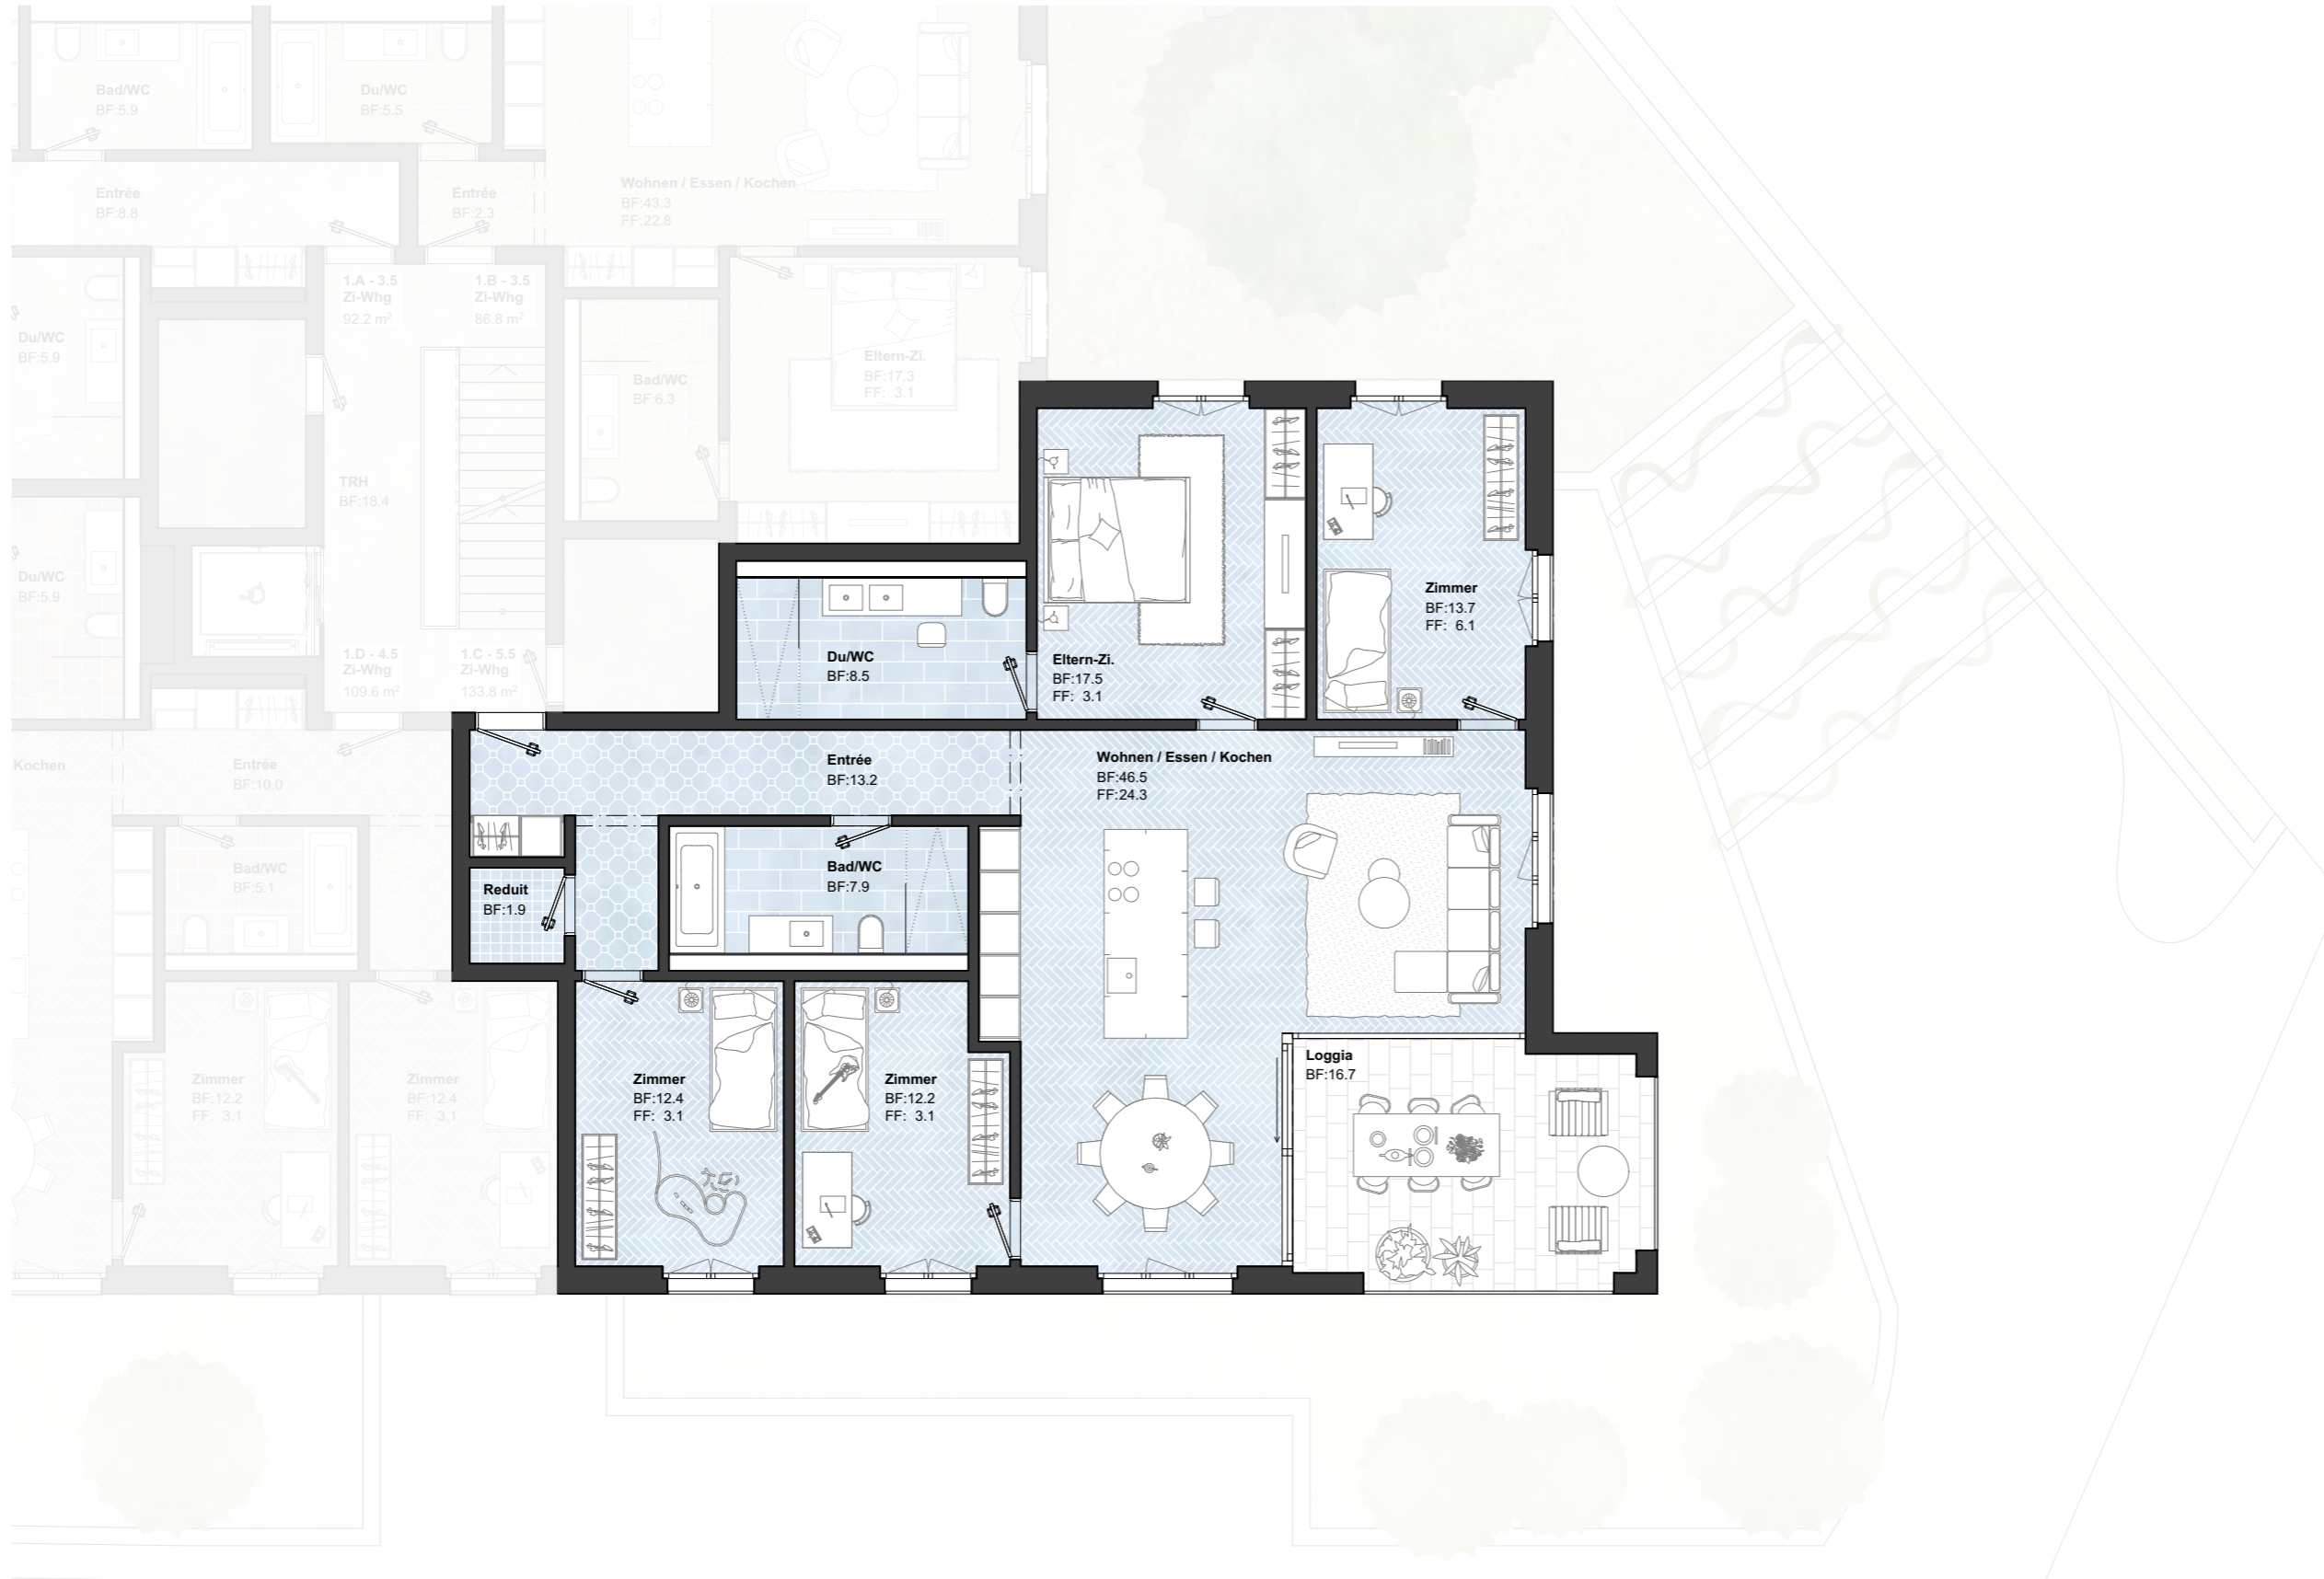 Bad/WC
BF:5.9
Du/WC
BF:5.5
Entrée
BF:8.8
Entrée
BF:2.3
Wohnen / Essen / Kochen
BF:43.3
FF:22.8
1.A - 3.5
Zi-Whg
92.2 m²
1.B - 3.5
Zi-Whg
86.8 m²
Du/WC
BF:5.9
Bad/WC
BF:6.3
Eltern-Zi.
BF:17.3
FF: 3.1
TRH
BF:18.4
Du/WC
BF:5.9
Zimmer
BF:13.7
FF: 6.1
1.D - 4.5
Zi-Whg
109.6 m²
1.C - 5.5
Zi-Whg
133.8 m²
Du/WC
BF:8.5
Eltern-Zi.
BF:17.5
FF: 3.1
Kochen
Entrée
BF:10.0
Entrée
BF:13.2
Wohnen / Essen / Kochen
BF:46.5
FF:24.3
Bad/WC
BF:5.1
Reduit
BF:1.9
Bad/WC
BF:7.9
Loggia
BF:16.7
Zimmer
BF:12.2
FF: 3.1
Zimmer
BF:12.4
FF: 3.1
Zimmer
BF:12.4
FF: 3.1
Zimmer
BF:12.2
FF: 3.1